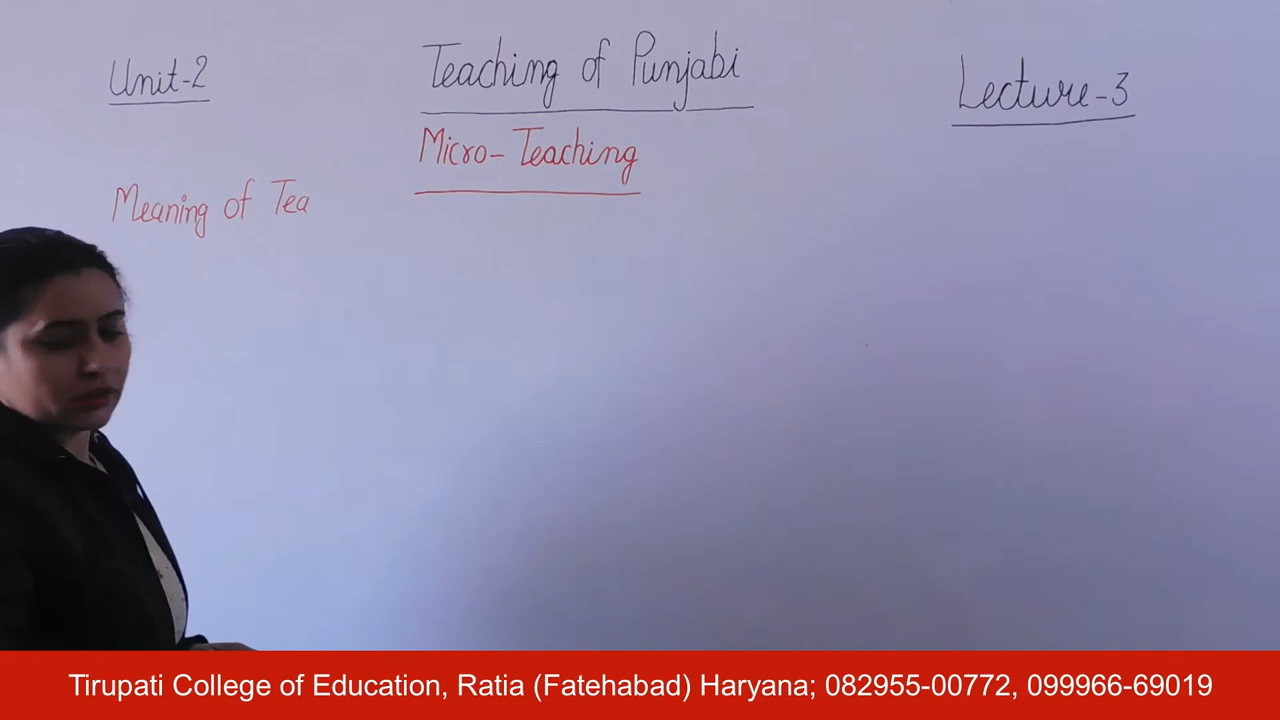 Unit-2
Teaching of Punjabi
Lecture-3
Micro-Teaching
Meaning of Tea
Tirupati College of Education, Ratia (Fatehabad) Haryana; 082955-00772, 099966-69019